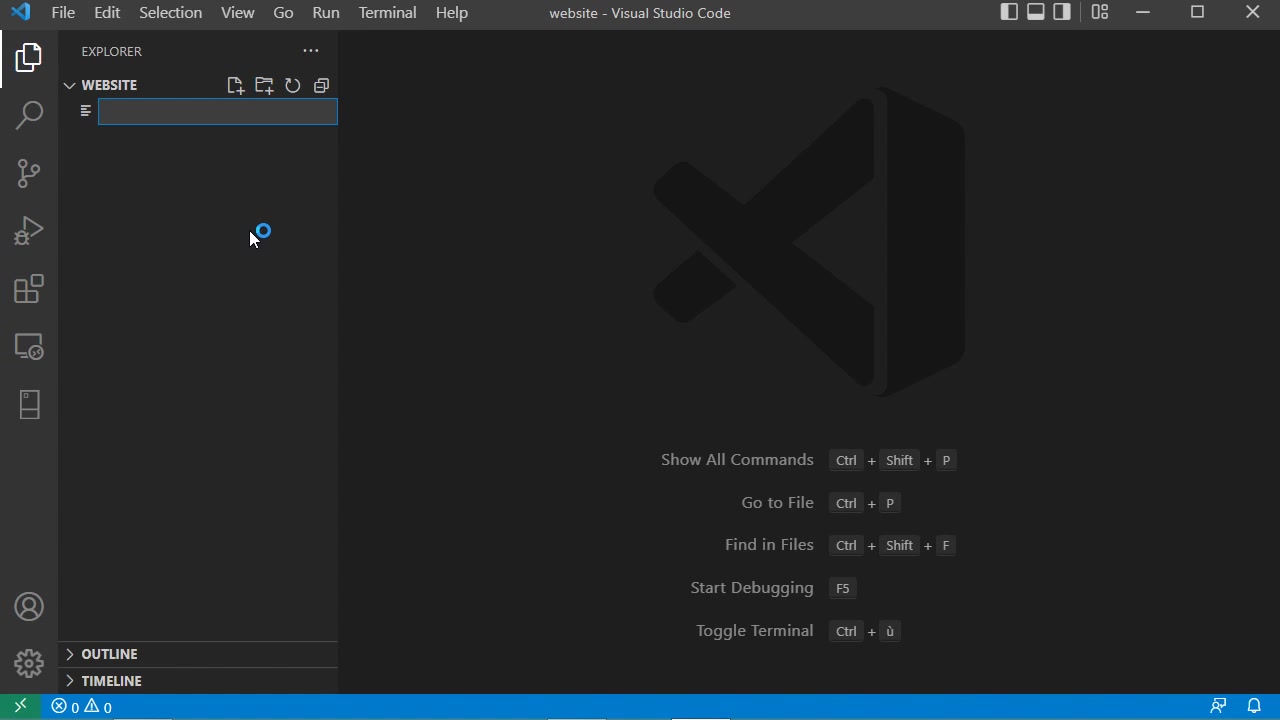 File Edit Selection View Go Run Terminal Help website - Visual Studio Code
EXPLORER
WEBSITE
Show All Commands Ctrl + Shift + P
Go to File Ctrl + P
Find in Files Ctrl + Shift + F
Start Debugging F5
Toggle Terminal Ctrl + ù
OUTLINE
TIMELINE
0 0